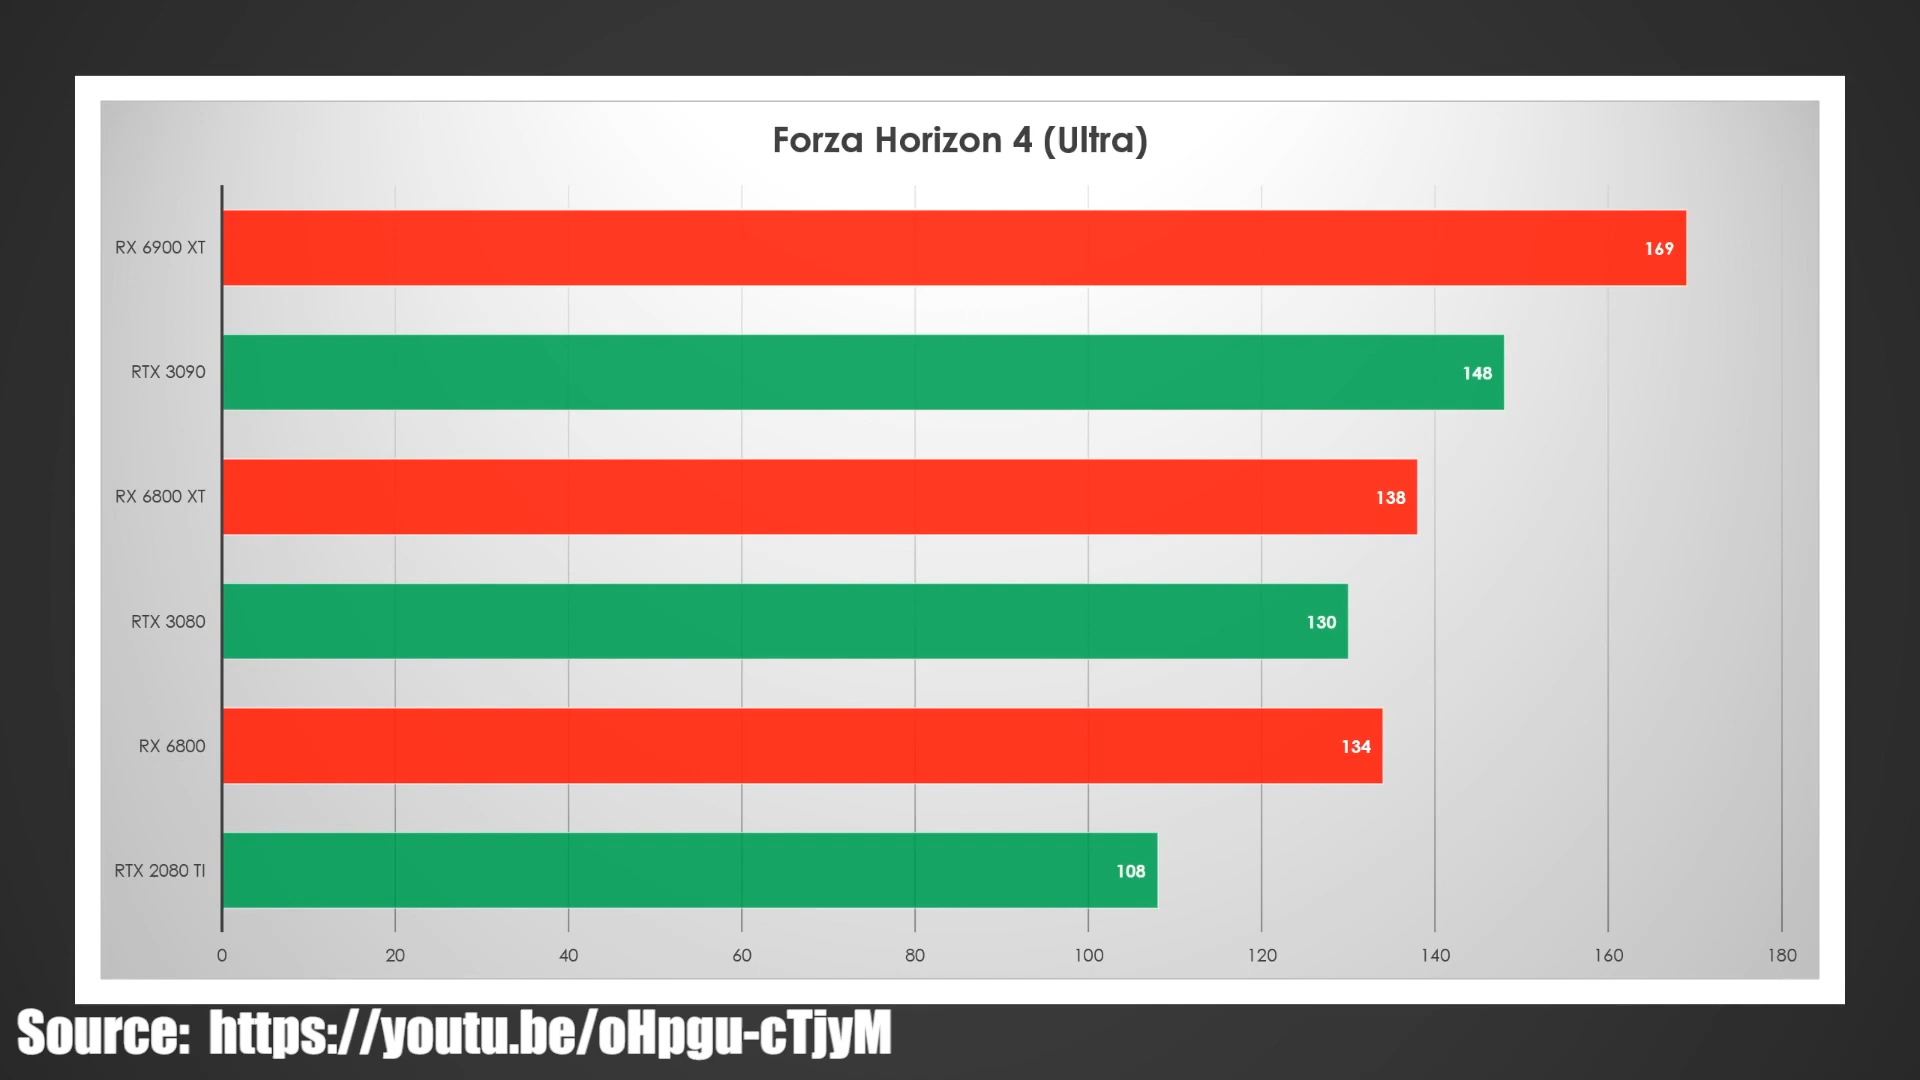 Forza Horizon 4 (Ultra)
RX 6900 XT
169
RTX 3090
148
RX 6800 XT
138
RTX 3080
130
RX 6800
134
RTX 2080 TI
108
0 20 40 60 80 100 120 140 160 180
Source: https://youtu.be/oHpgu-cTjyM